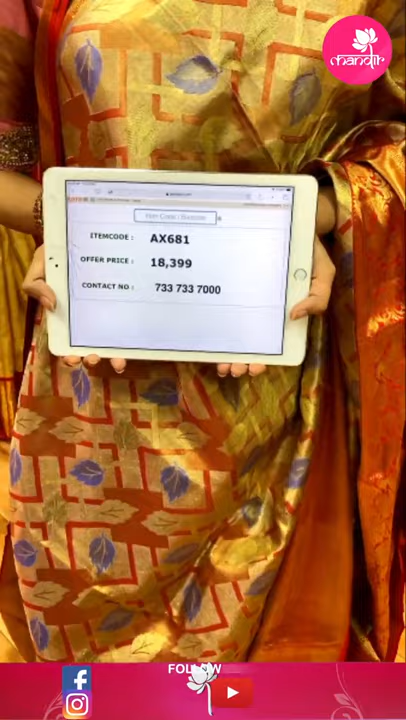 mandir
ITEMCODE : AX681
OFFER PRICE : 18,399
CONTACT NO : 733 733 7000
FOLLOW